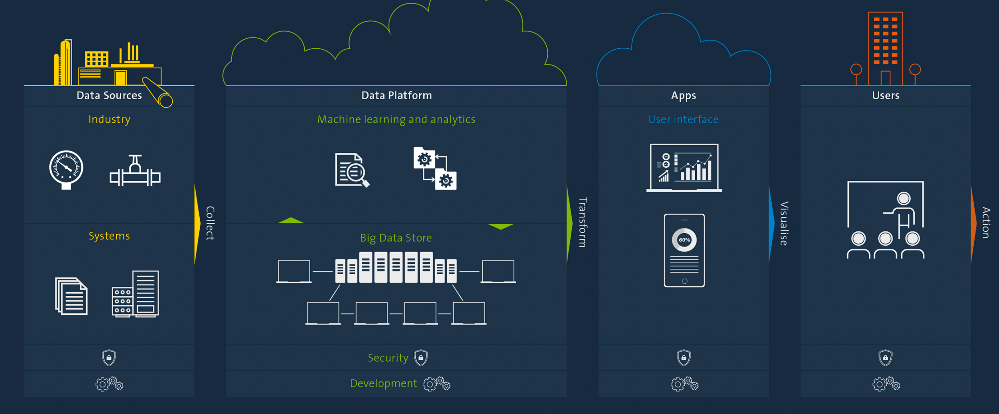 Data Sources
Industry
Systems
Collect
Data Platform
Machine learning and analytics
Big Data Store
Security
Development
Transform
Apps
User interface
60%
Visualise
Users
Action